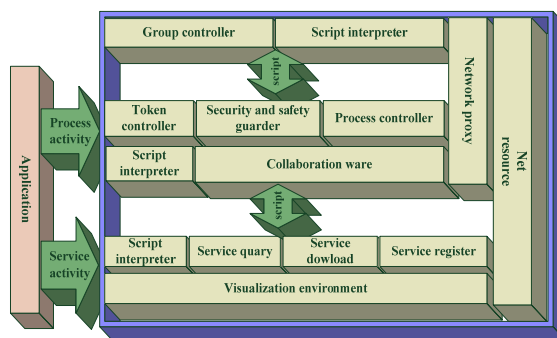 Group controller
Script interpreter
script
Token
controller
Security and safety
guarder
Process controller
Script
interpreter
Collaboration ware
script
Script
interpreter
Service quary
Service
dowload
Service register
Visualization environment
Network proxy
Net
resource
Application
Process
activity
Service
activity